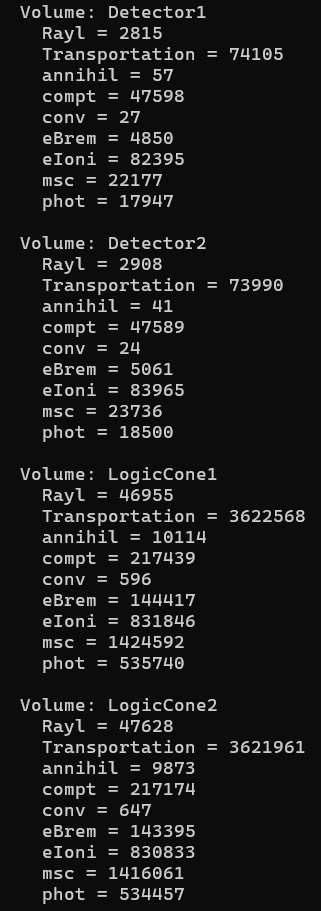 Volume: Detector1
Rayl = 2815
Transportation = 74105
annihil = 57
compt = 47598
conv = 27
eBrem = 4850
eIoni = 82395
msc = 22177
phot = 17947
Volume: Detector2
Rayl = 2908
Transportation = 73990
annihil = 41
compt = 47589
conv = 24
eBrem = 5061
eIoni = 83965
msc = 23736
phot = 18500
Volume: LogicCone1
Rayl = 46955
Transportation = 3622568
annihil = 10114
compt = 217439
conv = 596
eBrem = 144417
eIoni = 831846
msc = 1424592
phot = 535740
Volume: LogicCone2
Rayl = 47628
Transportation = 3621961
annihil = 9873
compt = 217174
conv = 647
eBrem = 143395
eIoni = 830833
msc = 1416061
phot = 534457